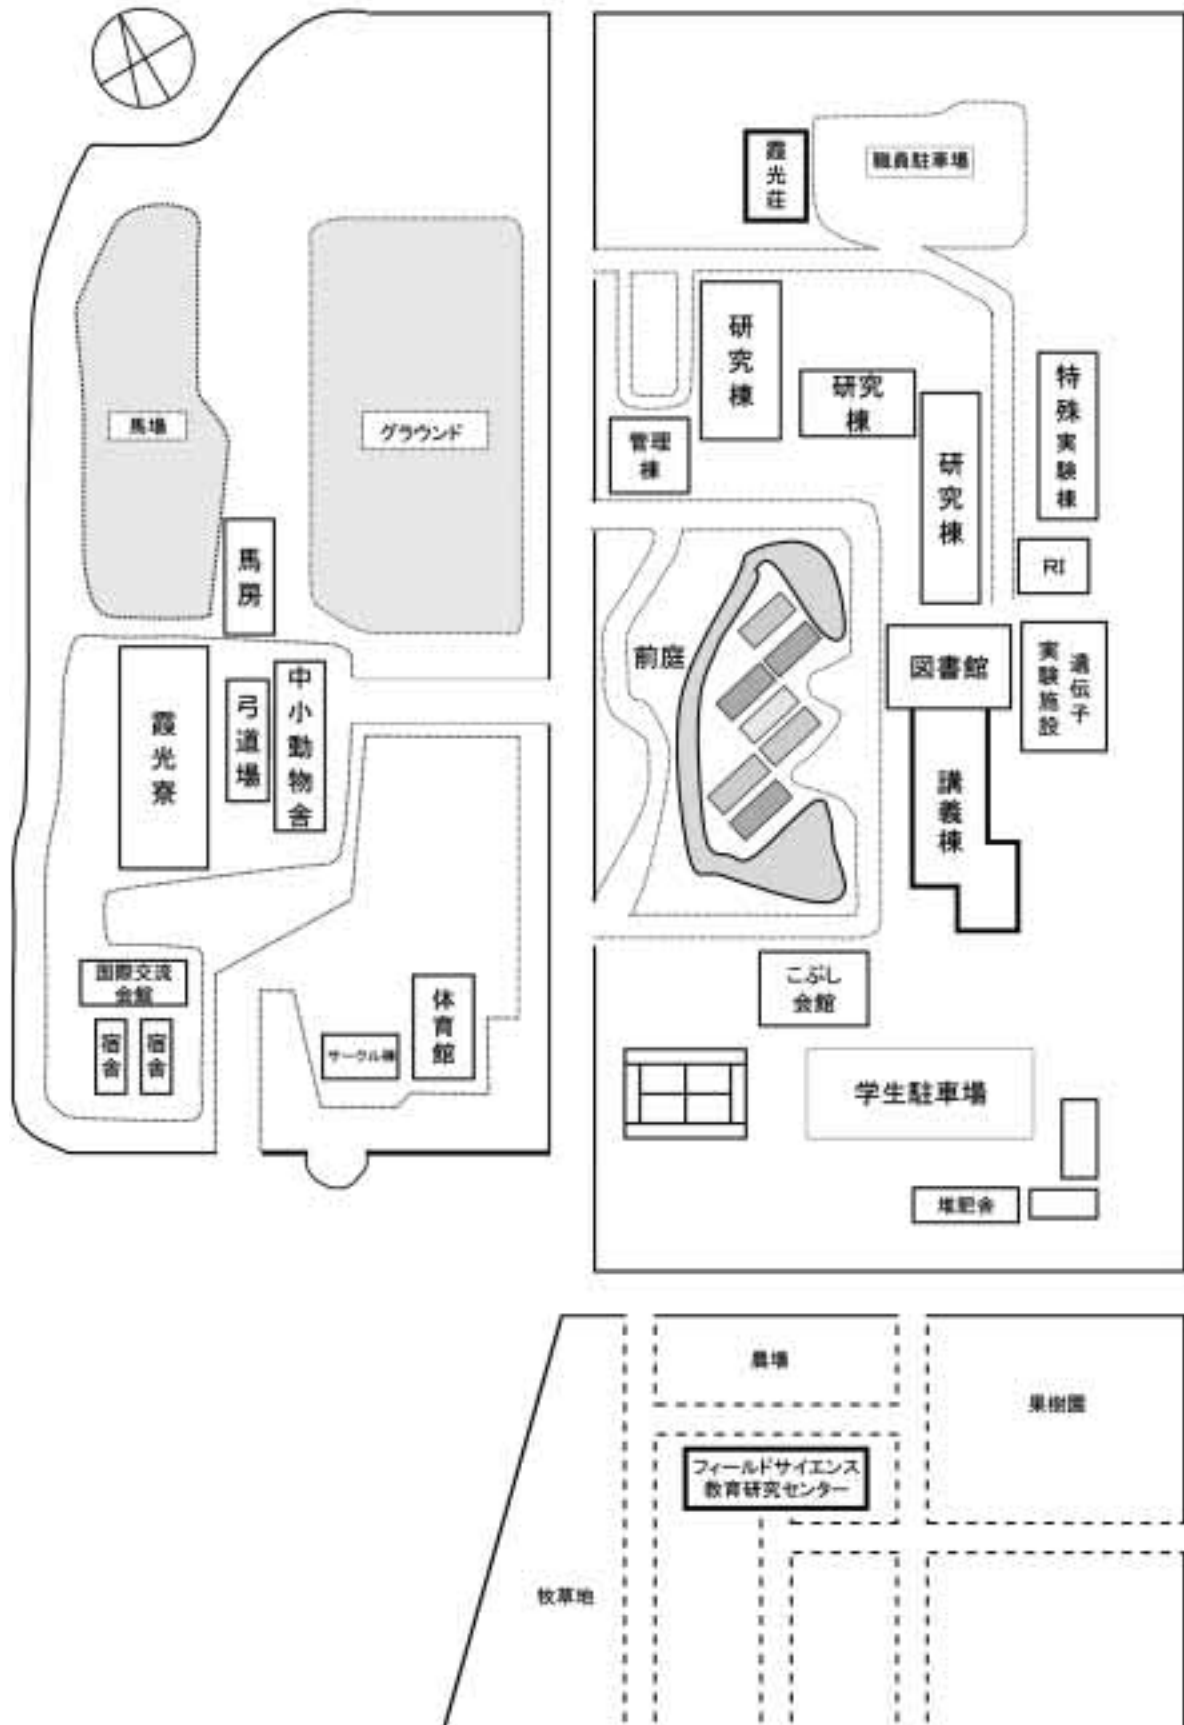 霞光荘
職員駐車場
研究棟
研究
棟
特殊実験棟
馬場
グラウンド
管理
棟
研究棟
馬房
RI
前庭
図書館
遺伝子
実験施設
霞光寮
弓道場
中小動物舎
講義棟
国際交流
会館
宿舎
宿舎
体育館
サークル棟
こぶし
会館
学生駐車場
堆肥舎
農場
果樹園
フィールドサイエンス
教育研究センター
牧草地